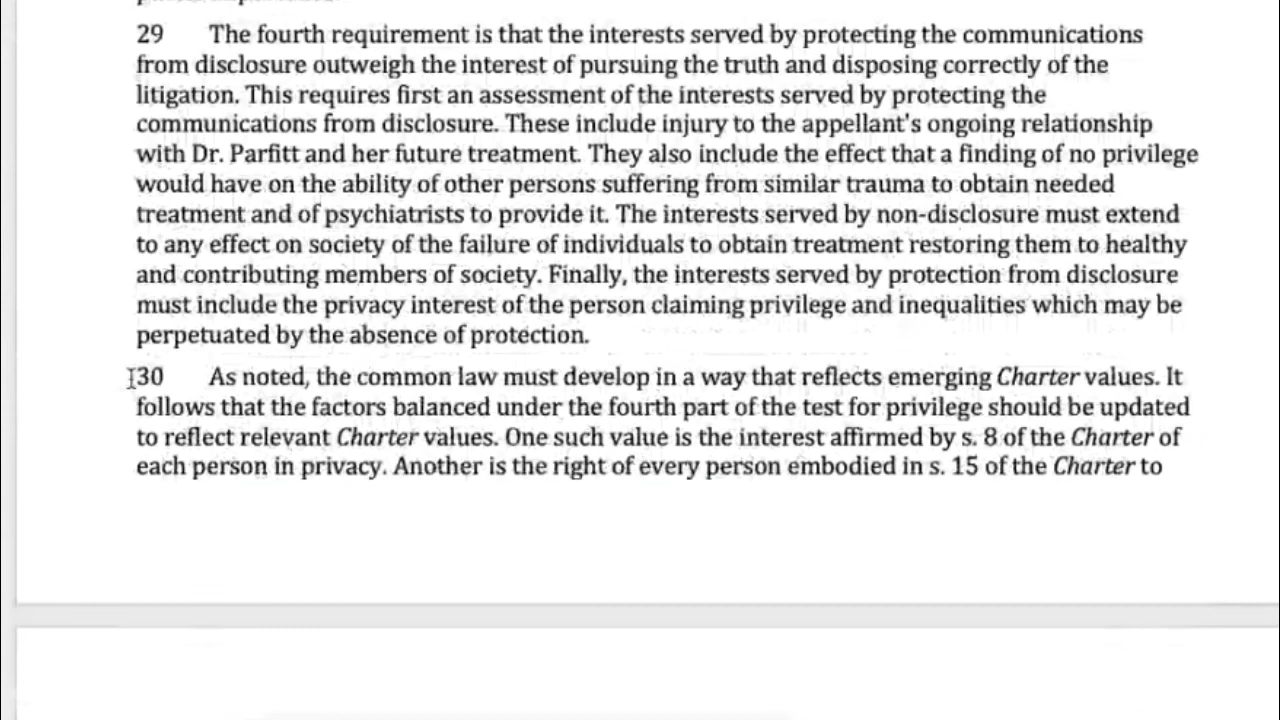 29 The fourth requirement is that the interests served by protecting the communications
from disclosure outweigh the interest of pursuing the truth and disposing correctly of the
litigation. This requires first an assessment of the interests served by protecting the
communications from disclosure. These include injury to the appellant's ongoing relationship
with Dr. Parfitt and her future treatment. They also include the effect that a finding of no privilege
would have on the ability of other persons suffering from similar trauma to obtain needed
treatment and of psychiatrists to provide it. The interests served by non-disclosure must extend
to any effect on society of the failure of individuals to obtain treatment restoring them to healthy
and contributing members of society. Finally, the interests served by protection from disclosure
must include the privacy interest of the person claiming privilege and inequalities which may be
perpetuated by the absence of protection.
30 As noted, the common law must develop in a way that reflects emerging Charter values. It
follows that the factors balanced under the fourth part of the test for privilege should be updated
to reflect relevant Charter values. One such value is the interest affirmed by s. 8 of the Charter of
each person in privacy. Another is the right of every person embodied in s. 15 of the Charter to